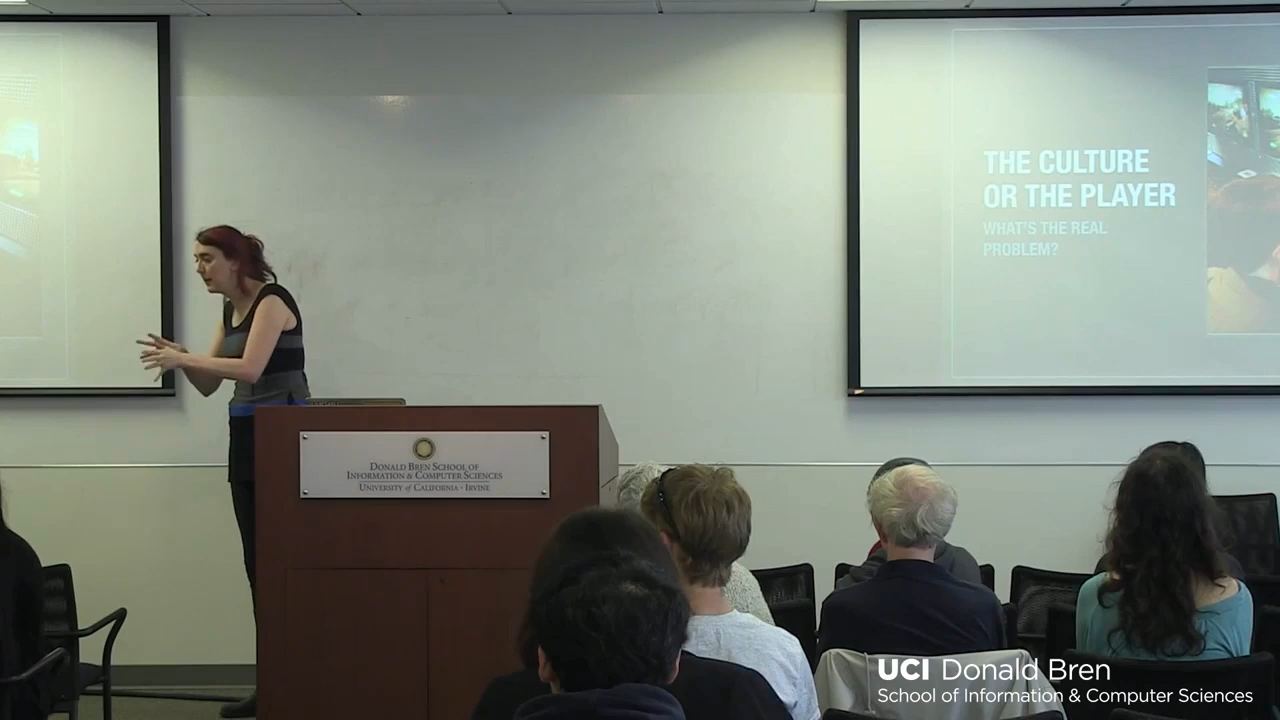 THE CULTURE
OR THE PLAYER
WHAT'S THE REAL
PROBLEM?
DONALD BREN SCHOOL OF
INFORMATION & COMPUTER SCIENCES
UNIVERSITY of CALIFORNIA · IRVINE
UCI Donald Bren
School of Information & Computer Sciences